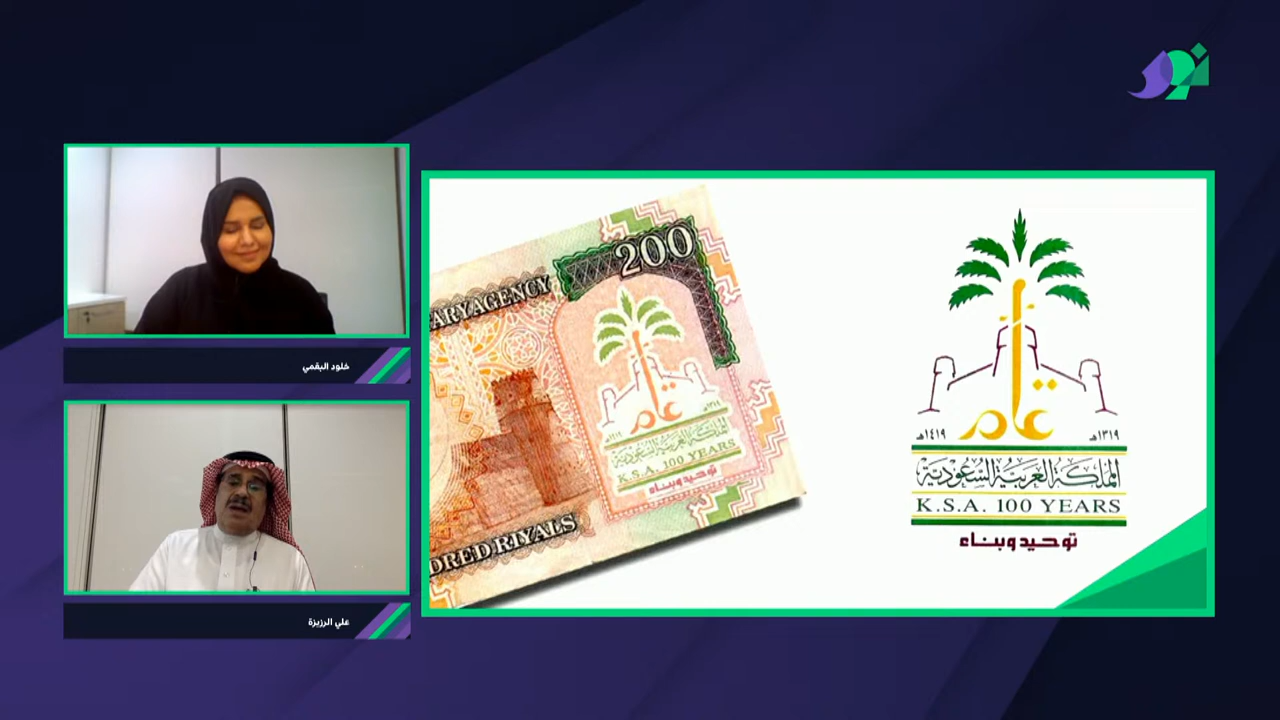 نور
خلود البقمي
علي الرزيزة
200
ARY AGENCY
عام
١٤١٩هـ
١٣١٩هـ
المملكة العربية السعودية
K.S.A. 100 YEARS
توحيد وبناء
DRED RIYALS
عام
١٤١٩هـ
١٣١٩هـ
المملكة العربية السعودية
K.S.A. 100 YEARS
توحيد وبناء